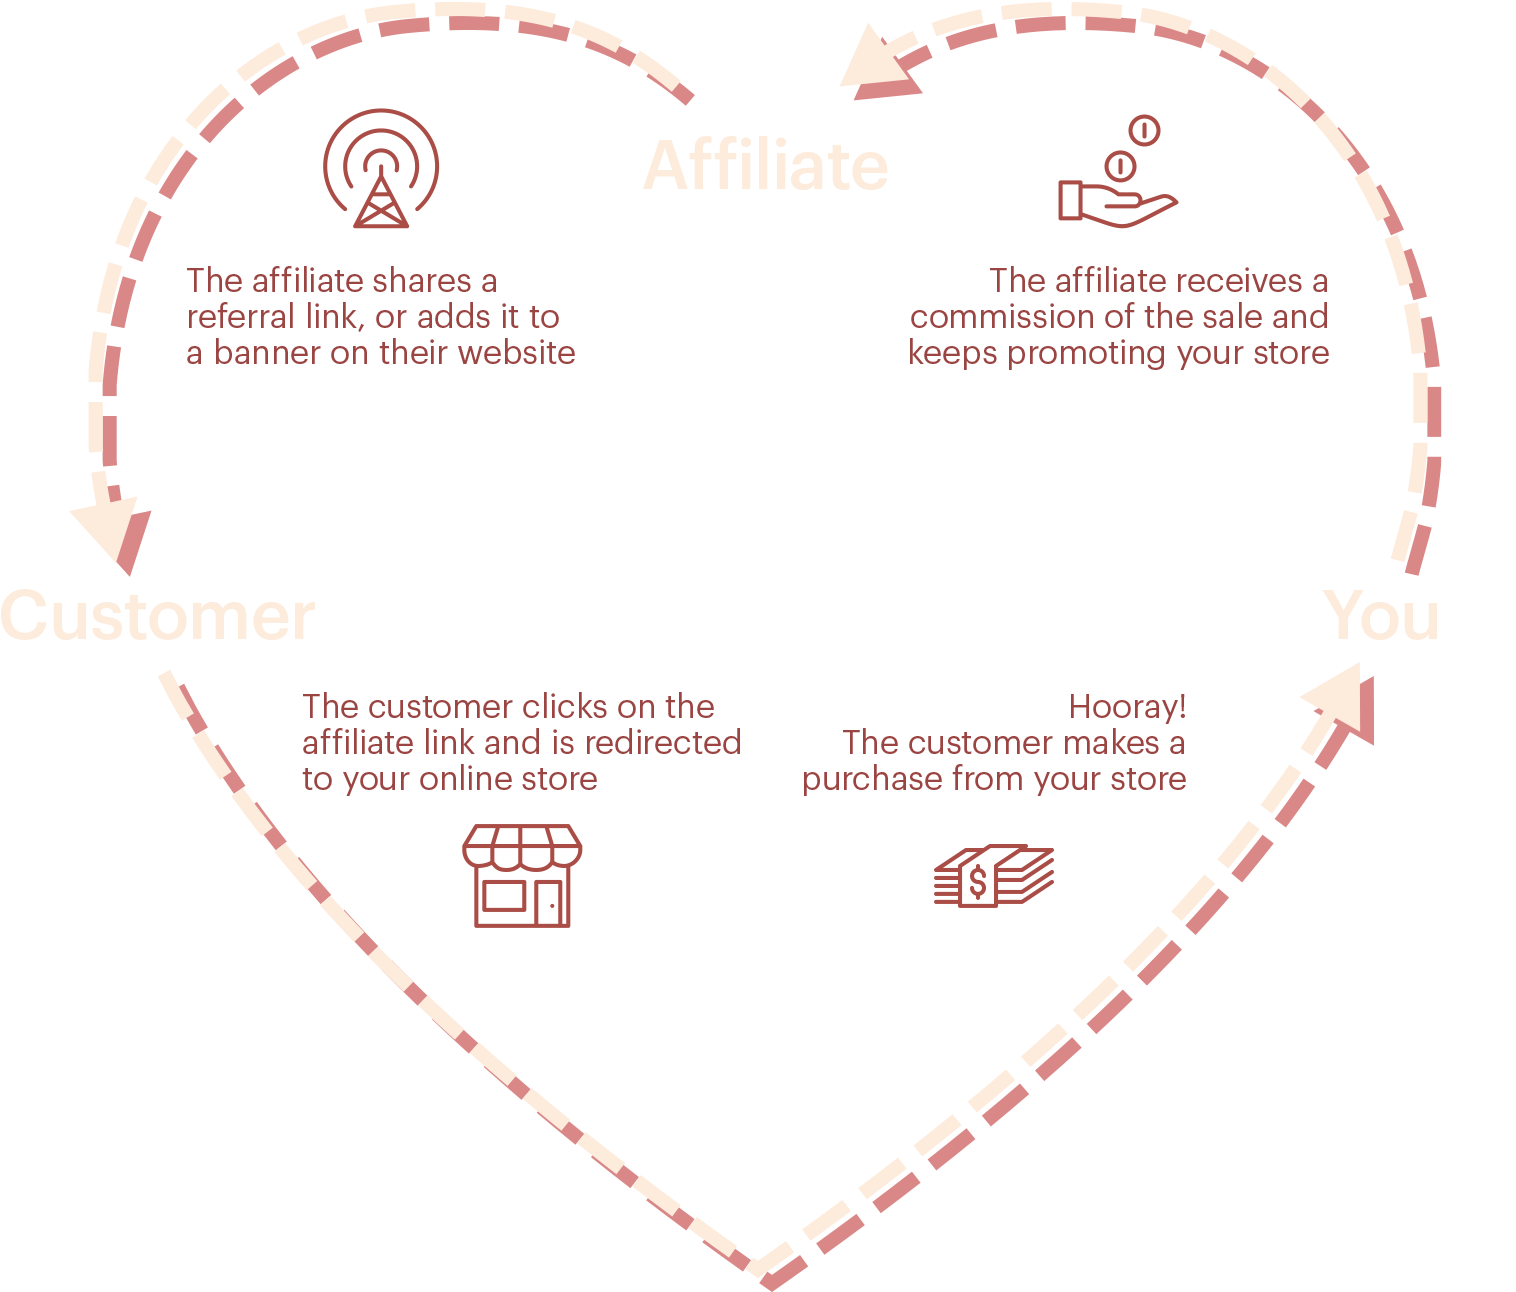 Affiliate
The affiliate shares a
referral link, or adds it to
a banner on their website
The affiliate receives a
commission of the sale and
keeps promoting your store
Customer
You
The customer clicks on the
affiliate link and is redirected
to your online store
Hooray!
The customer makes a
purchase from your store
$